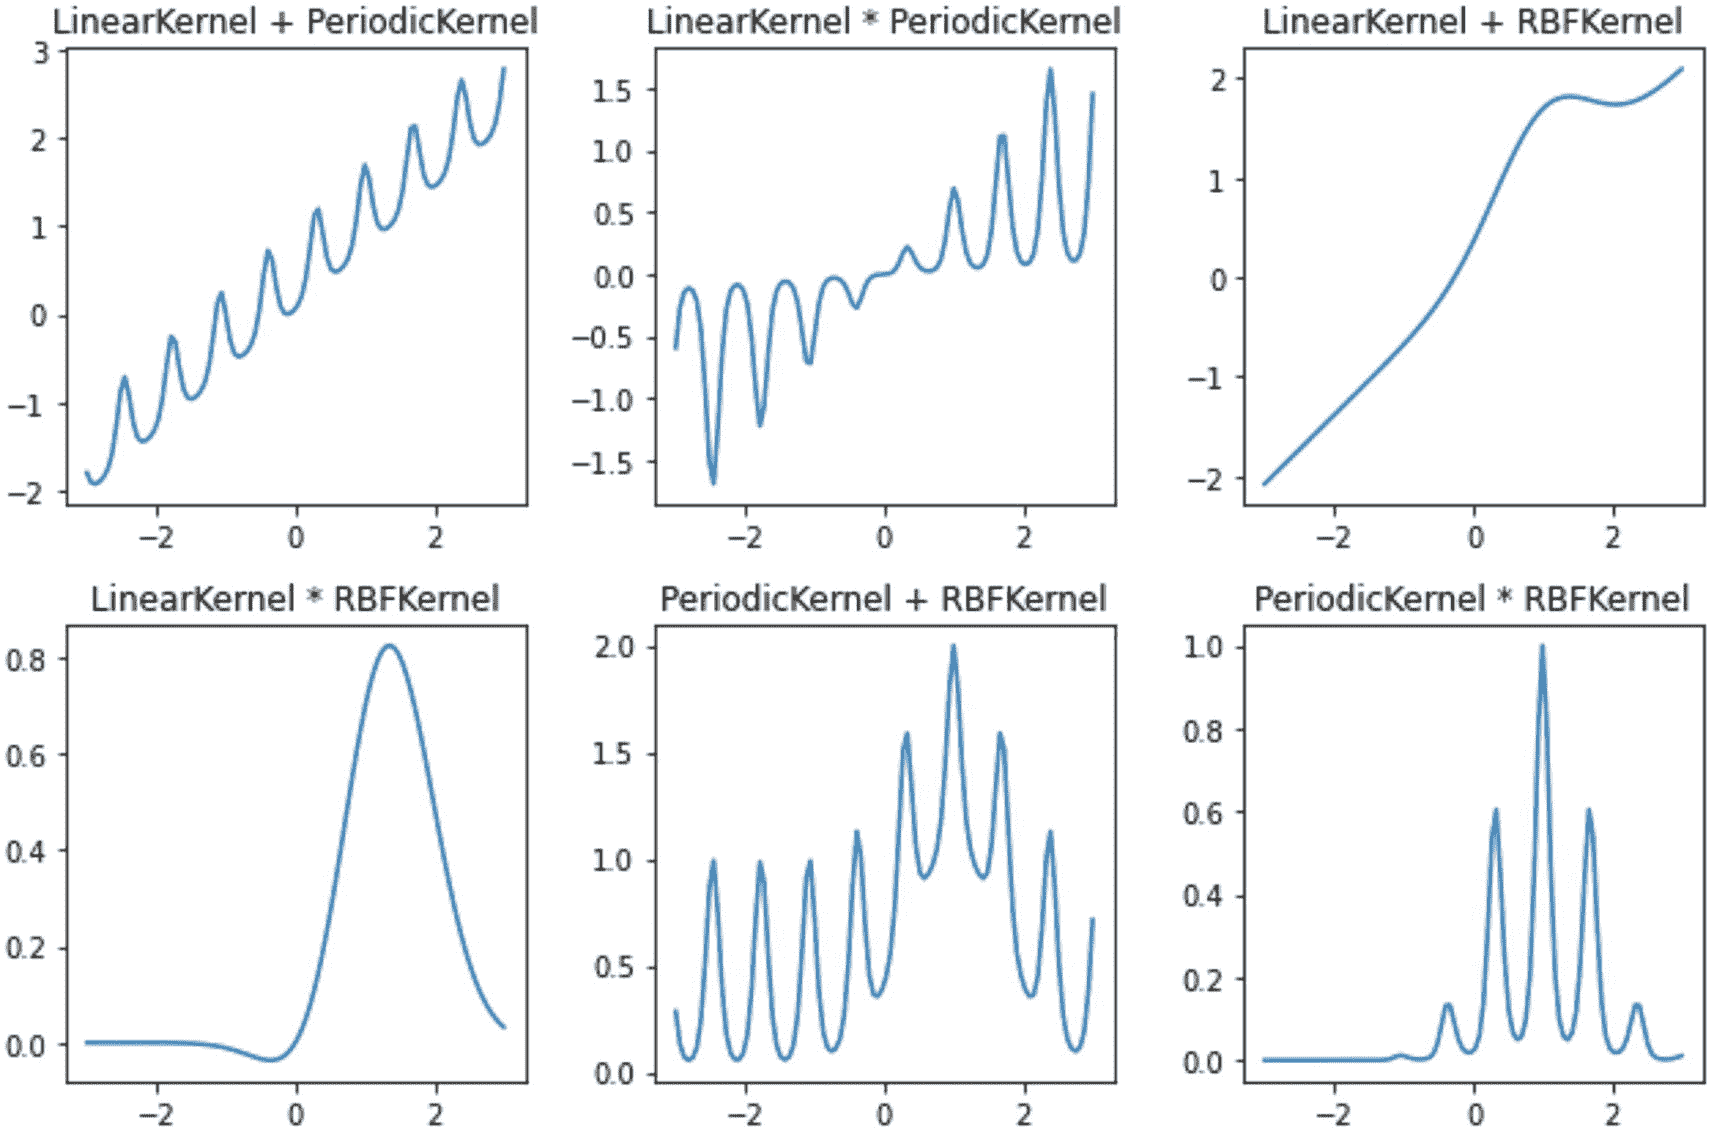 LinearKernel + PeriodicKernel
3
2
1
0
−1
−2
−2 0 2
LinearKernel * PeriodicKernel
1.5
1.0
0.5
0.0
−0.5
−1.0
−1.5
−2 0 2
LinearKernel + RBFKernel
2
1
0
−1
−2
−2 0 2
LinearKernel * RBFKernel
0.8
0.6
0.4
0.2
0.0
−2 0 2
PeriodicKernel + RBFKernel
2.0
1.5
1.0
0.5
0.0
−2 0 2
PeriodicKernel * RBFKernel
1.0
0.8
0.6
0.4
0.2
0.0
−2 0 2